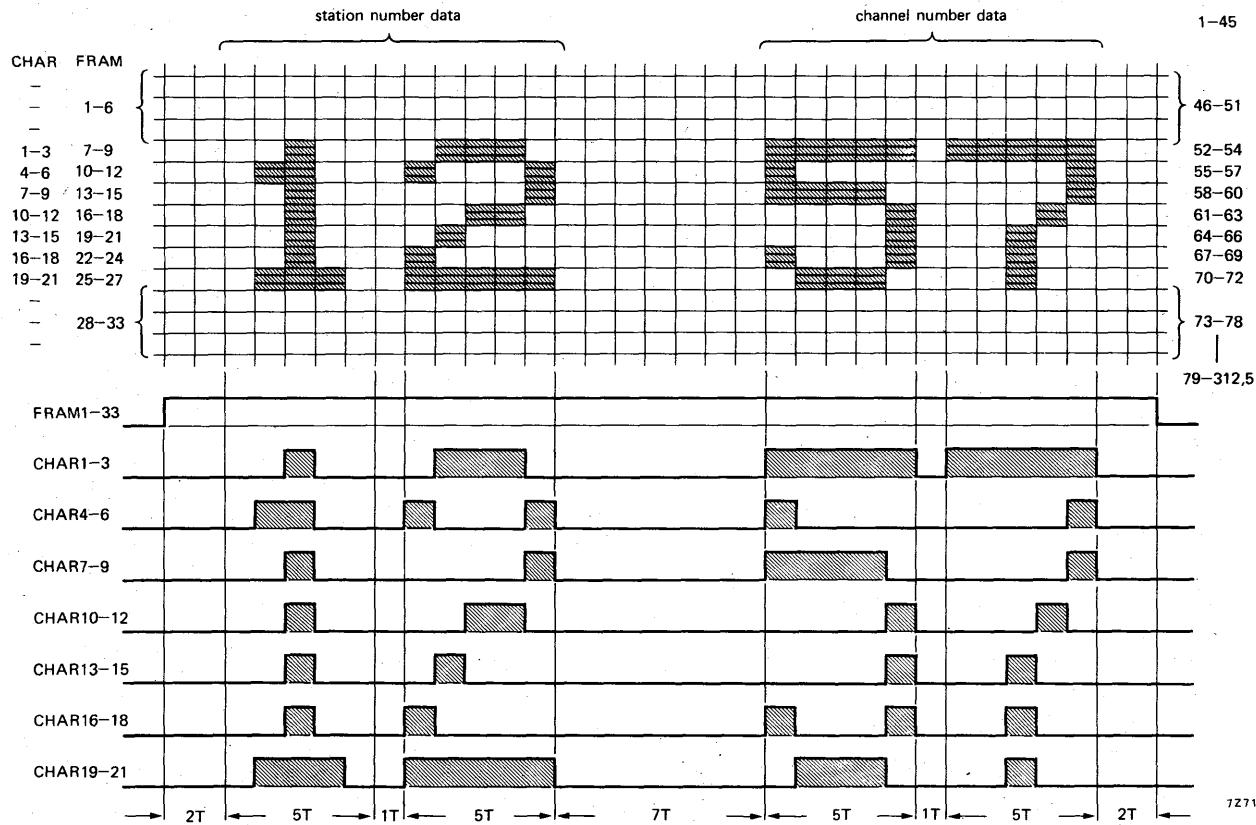 station number data channel number data 1–45
CHAR FRAM
–
– 1–6 46–51
–
1–3 7–9 52–54
4–6 10–12 55–57
7–9 13–15 58–60
10–12 16–18 61–63
13–15 19–21 64–66
16–18 22–24 67–69
19–21 25–27 70–72
–
– 28–33 73–78
–
79–312,5
FRAM1–33
CHAR1–3
CHAR4–6
CHAR7–9
CHAR10–12
CHAR13–15
CHAR16–18
CHAR19–21
2T 5T 1T 5T 7T 5T 1T 5T 2T
7Z71